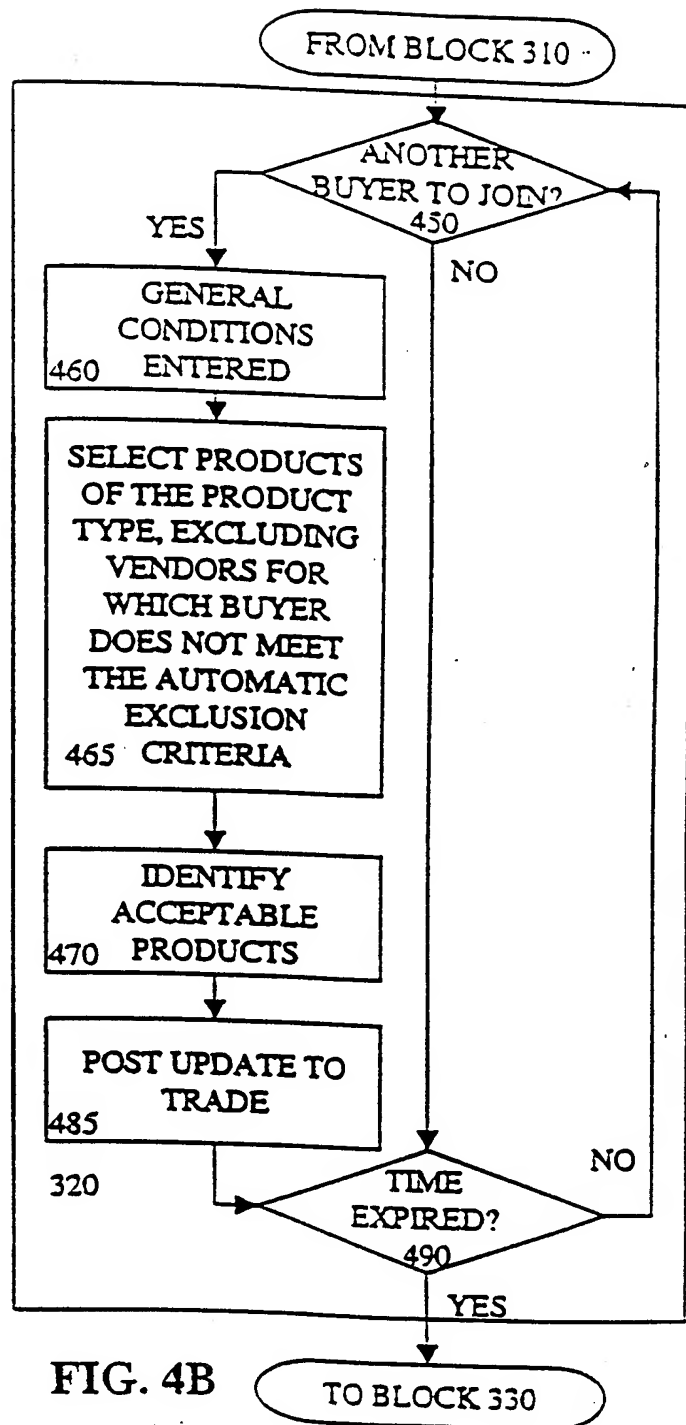 FROM BLOCK 310
ANOTHER
BUYER TO JOIN?
450
YES
NO
GENERAL
CONDITIONS
ENTERED
460
SELECT PRODUCTS
OF THE PRODUCT
TYPE, EXCLUDING
VENDORS FOR
WHICH BUYER
DOES NOT MEET
THE AUTOMATIC
EXCLUSION
CRITERIA
465
IDENTIFY
ACCEPTABLE
PRODUCTS
470
POST UPDATE TO
TRADE
485
320
TIME
EXPIRED?
490
NO
YES
FIG. 4B
TO BLOCK 330